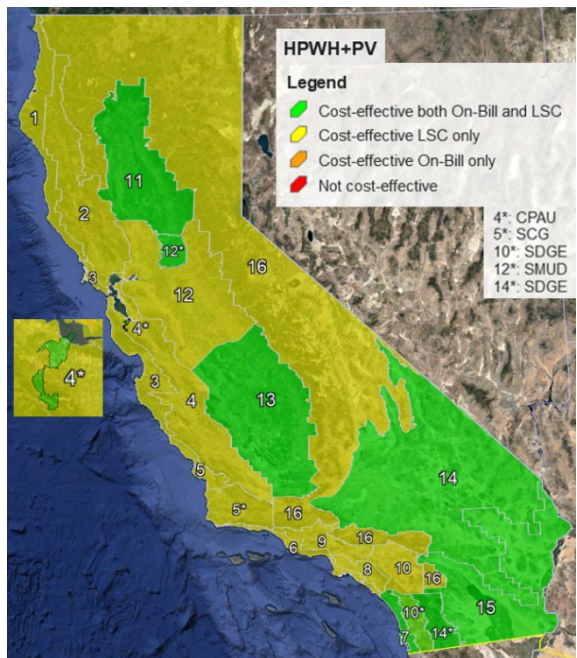 HPWH+PV
Legend
Cost-effective both On-Bill and LSC
Cost-effective LSC only
Cost-effective On-Bill only
Not cost-effective
4*: CPAU
5*: SCG
10*: SDGE
12*: SMUD
14*: SDGE
1
11
2
12*
16
3
12
4*
4*
3
4
13
5
14
5*
16
6
9
16
8
10
16
10*
15
7
14*